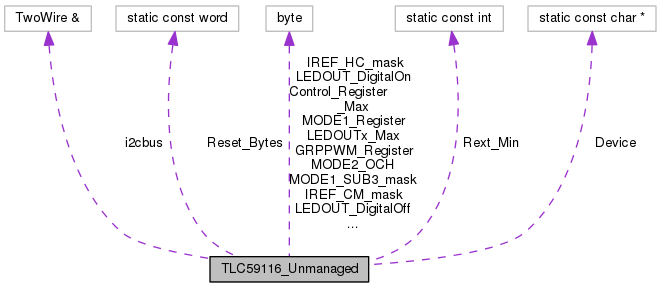 TwoWire &
static const word
byte
static const int
static const char *
IREF_HC_mask
LEDOUT_DigitalOn
Control_Register
_Max
MODE1_Register
LEDOUTx_Max
GRPPWM_Register
MODE2_OCH
MODE1_SUB3_mask
IREF_CM_mask
LEDOUT_DigitalOff
...
i2cbus
Reset_Bytes
Rext_Min
Device
TLC59116_Unmanaged